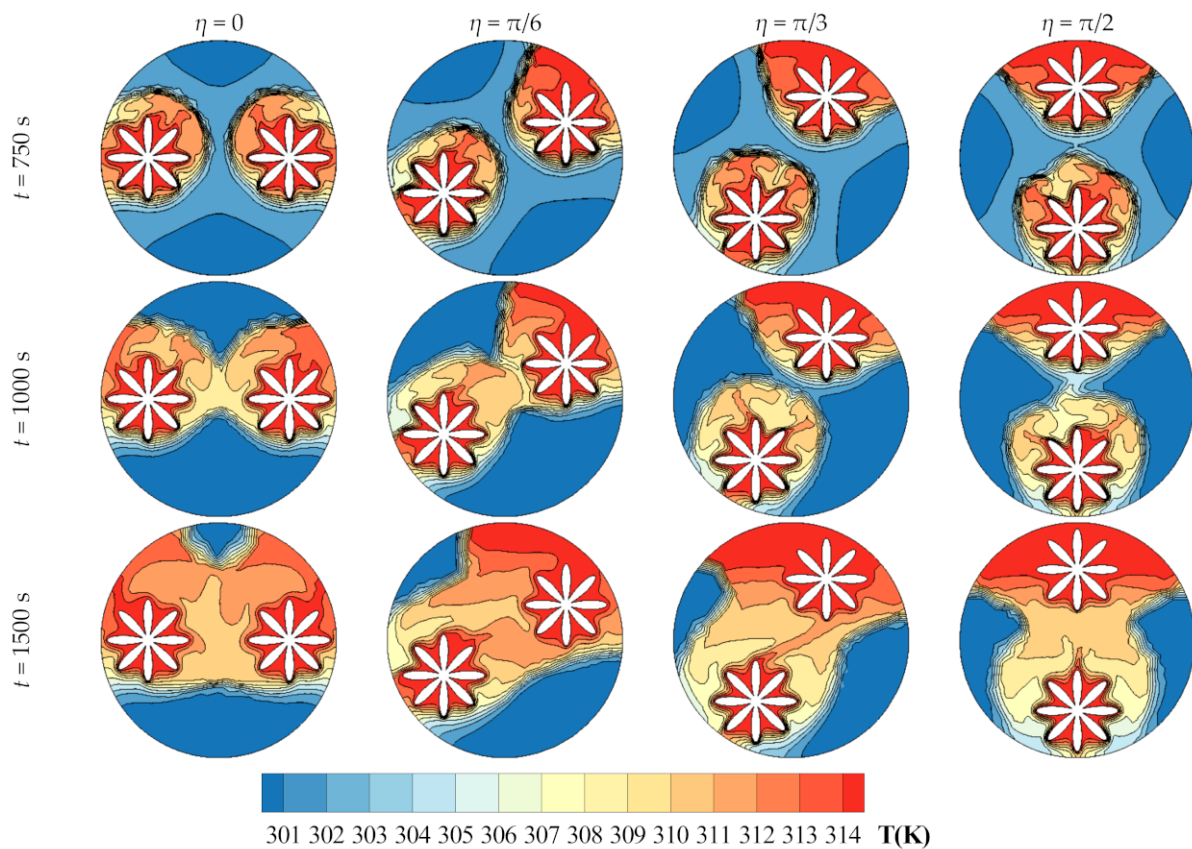 η = 0 η = π/6 η = π/3 η = π/2
t = 750 s
t = 1000 s
t = 1500 s
301 302 303 304 305 306 307 308 309 310 311 312 313 314 T(K)